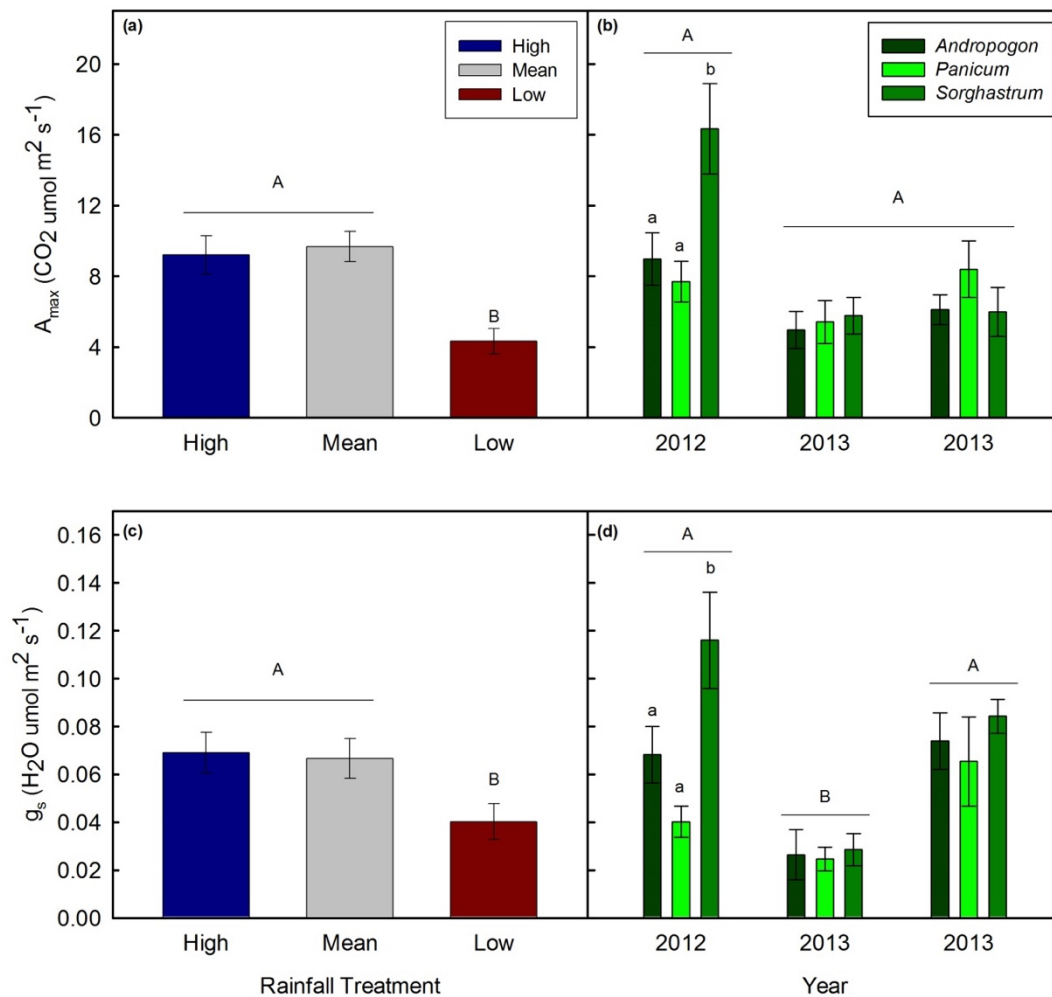 (a)
High
Mean
Low
20
16
12
8
4
0
A_max (CO2 umol m2 s-1)
A
B
High Mean Low
(b)
Andropogon
Panicum
Sorghastrum
A
b
a
a
A
2012 2013 2013
(c)
0.16
0.14
0.12
0.10
0.08
0.06
0.04
0.02
0.00
g_s (H2O umol m2 s-1)
A
B
High Mean Low
Rainfall Treatment
(d)
A
b
a
a
B
A
2012 2013 2013
Year